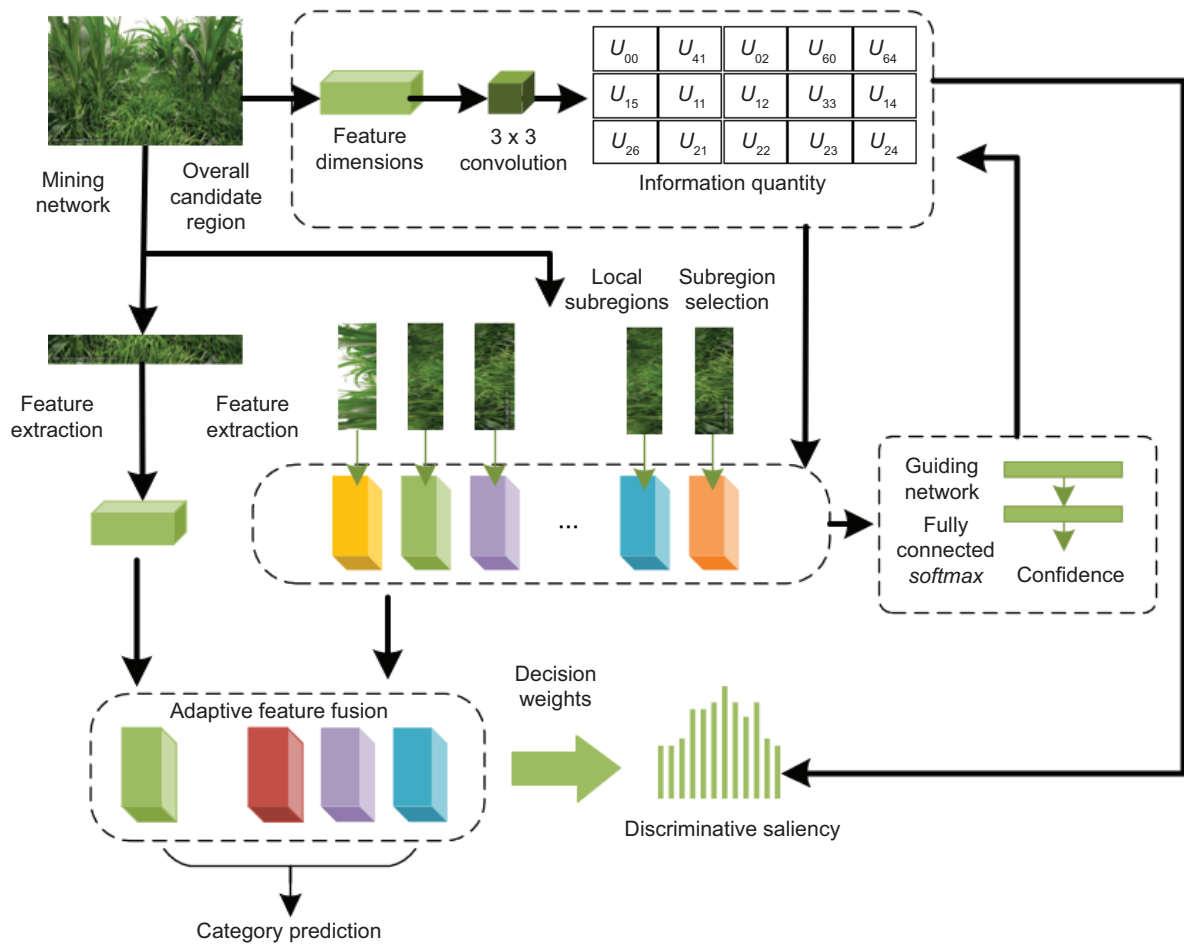 U00 U41 U02 U60 U64
U15 U11 U12 U33 U14
U26 U21 U22 U23 U24
Feature
dimensions
3 x 3
convolution
Information quantity
Mining
network
Overall
candidate
region
Local
subregions
Subregion
selection
Feature
extraction
Feature
extraction
...
Guiding
network
Fully
connected
softmax
Confidence
Adaptive feature fusion
Decision
weights
Discriminative saliency
Category prediction